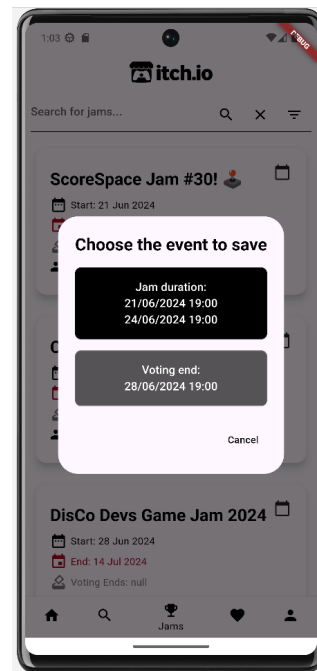 1:03
DEBUG
itch.io
Search for jams...
ScoreSpace Jam #30!
Start: 21 Jun 2024
Choose the event to save
Jam duration:
21/06/2024 19:00
24/06/2024 19:00
Voting end:
28/06/2024 19:00
Cancel
DisCo Devs Game Jam 2024
Start: 28 Jun 2024
End: 14 Jul 2024
Voting Ends: null
Jams